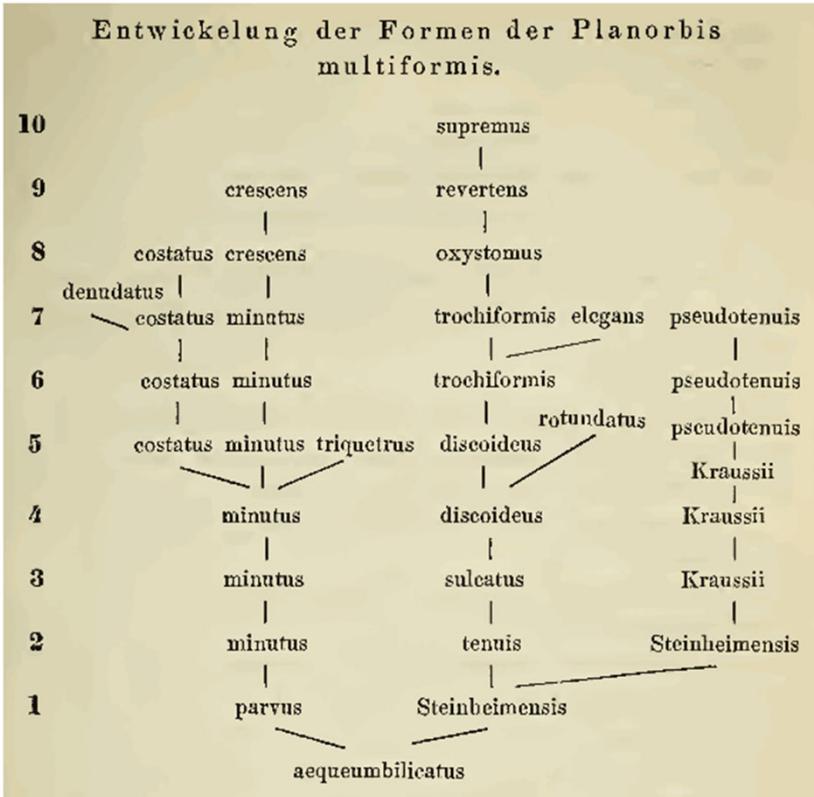 Entwickelung der Formen der Planorbis
multiformis.
10 supremus
9 crescens revertens
8 costatus crescens oxystomus
denudatus
7 costatus minutus trochiformis elegans pseudotenuis
6 costatus minutus trochiformis pseudotenuis
rotundatus
pseudotenuis
5 costatus minutus triquetrus discoideus
Kraussii
4 minutus discoideus Kraussii
3 minutus sulcatus Kraussii
2 minutus tenuis Steinheimensis
1 parvus Steinheimensis
aequeumbilicatus